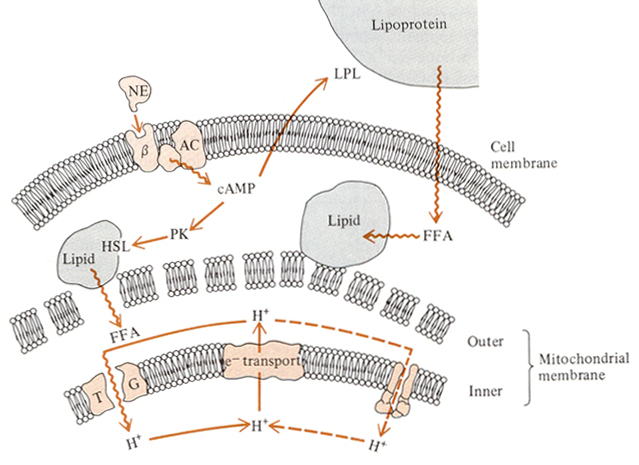 Lipoprotein
LPL
NE
β
AC
Cell
membrane
cAMP
Lipid
HSL
PK
Lipid
FFA
FFA
H⁺
Outer
e⁻ transport
Mitochondrial
membrane
T
G
Inner
H⁺
H⁺
H⁺